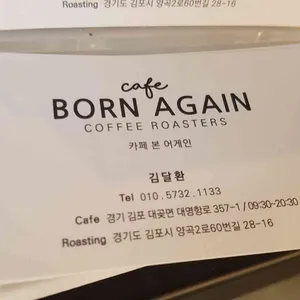 Roasting 경기도 김포시 양곡2로60번길 28-16
cafe
BORN AGAIN
COFFEE ROASTERS
카페 본 어게인
김달환
Tel 010.5732.1133
Cafe 경기 김포 대곶면 대명항로 357-1 / 09:30-20:30
Roasting 경기도 김포시 양곡2로60번길 28-16